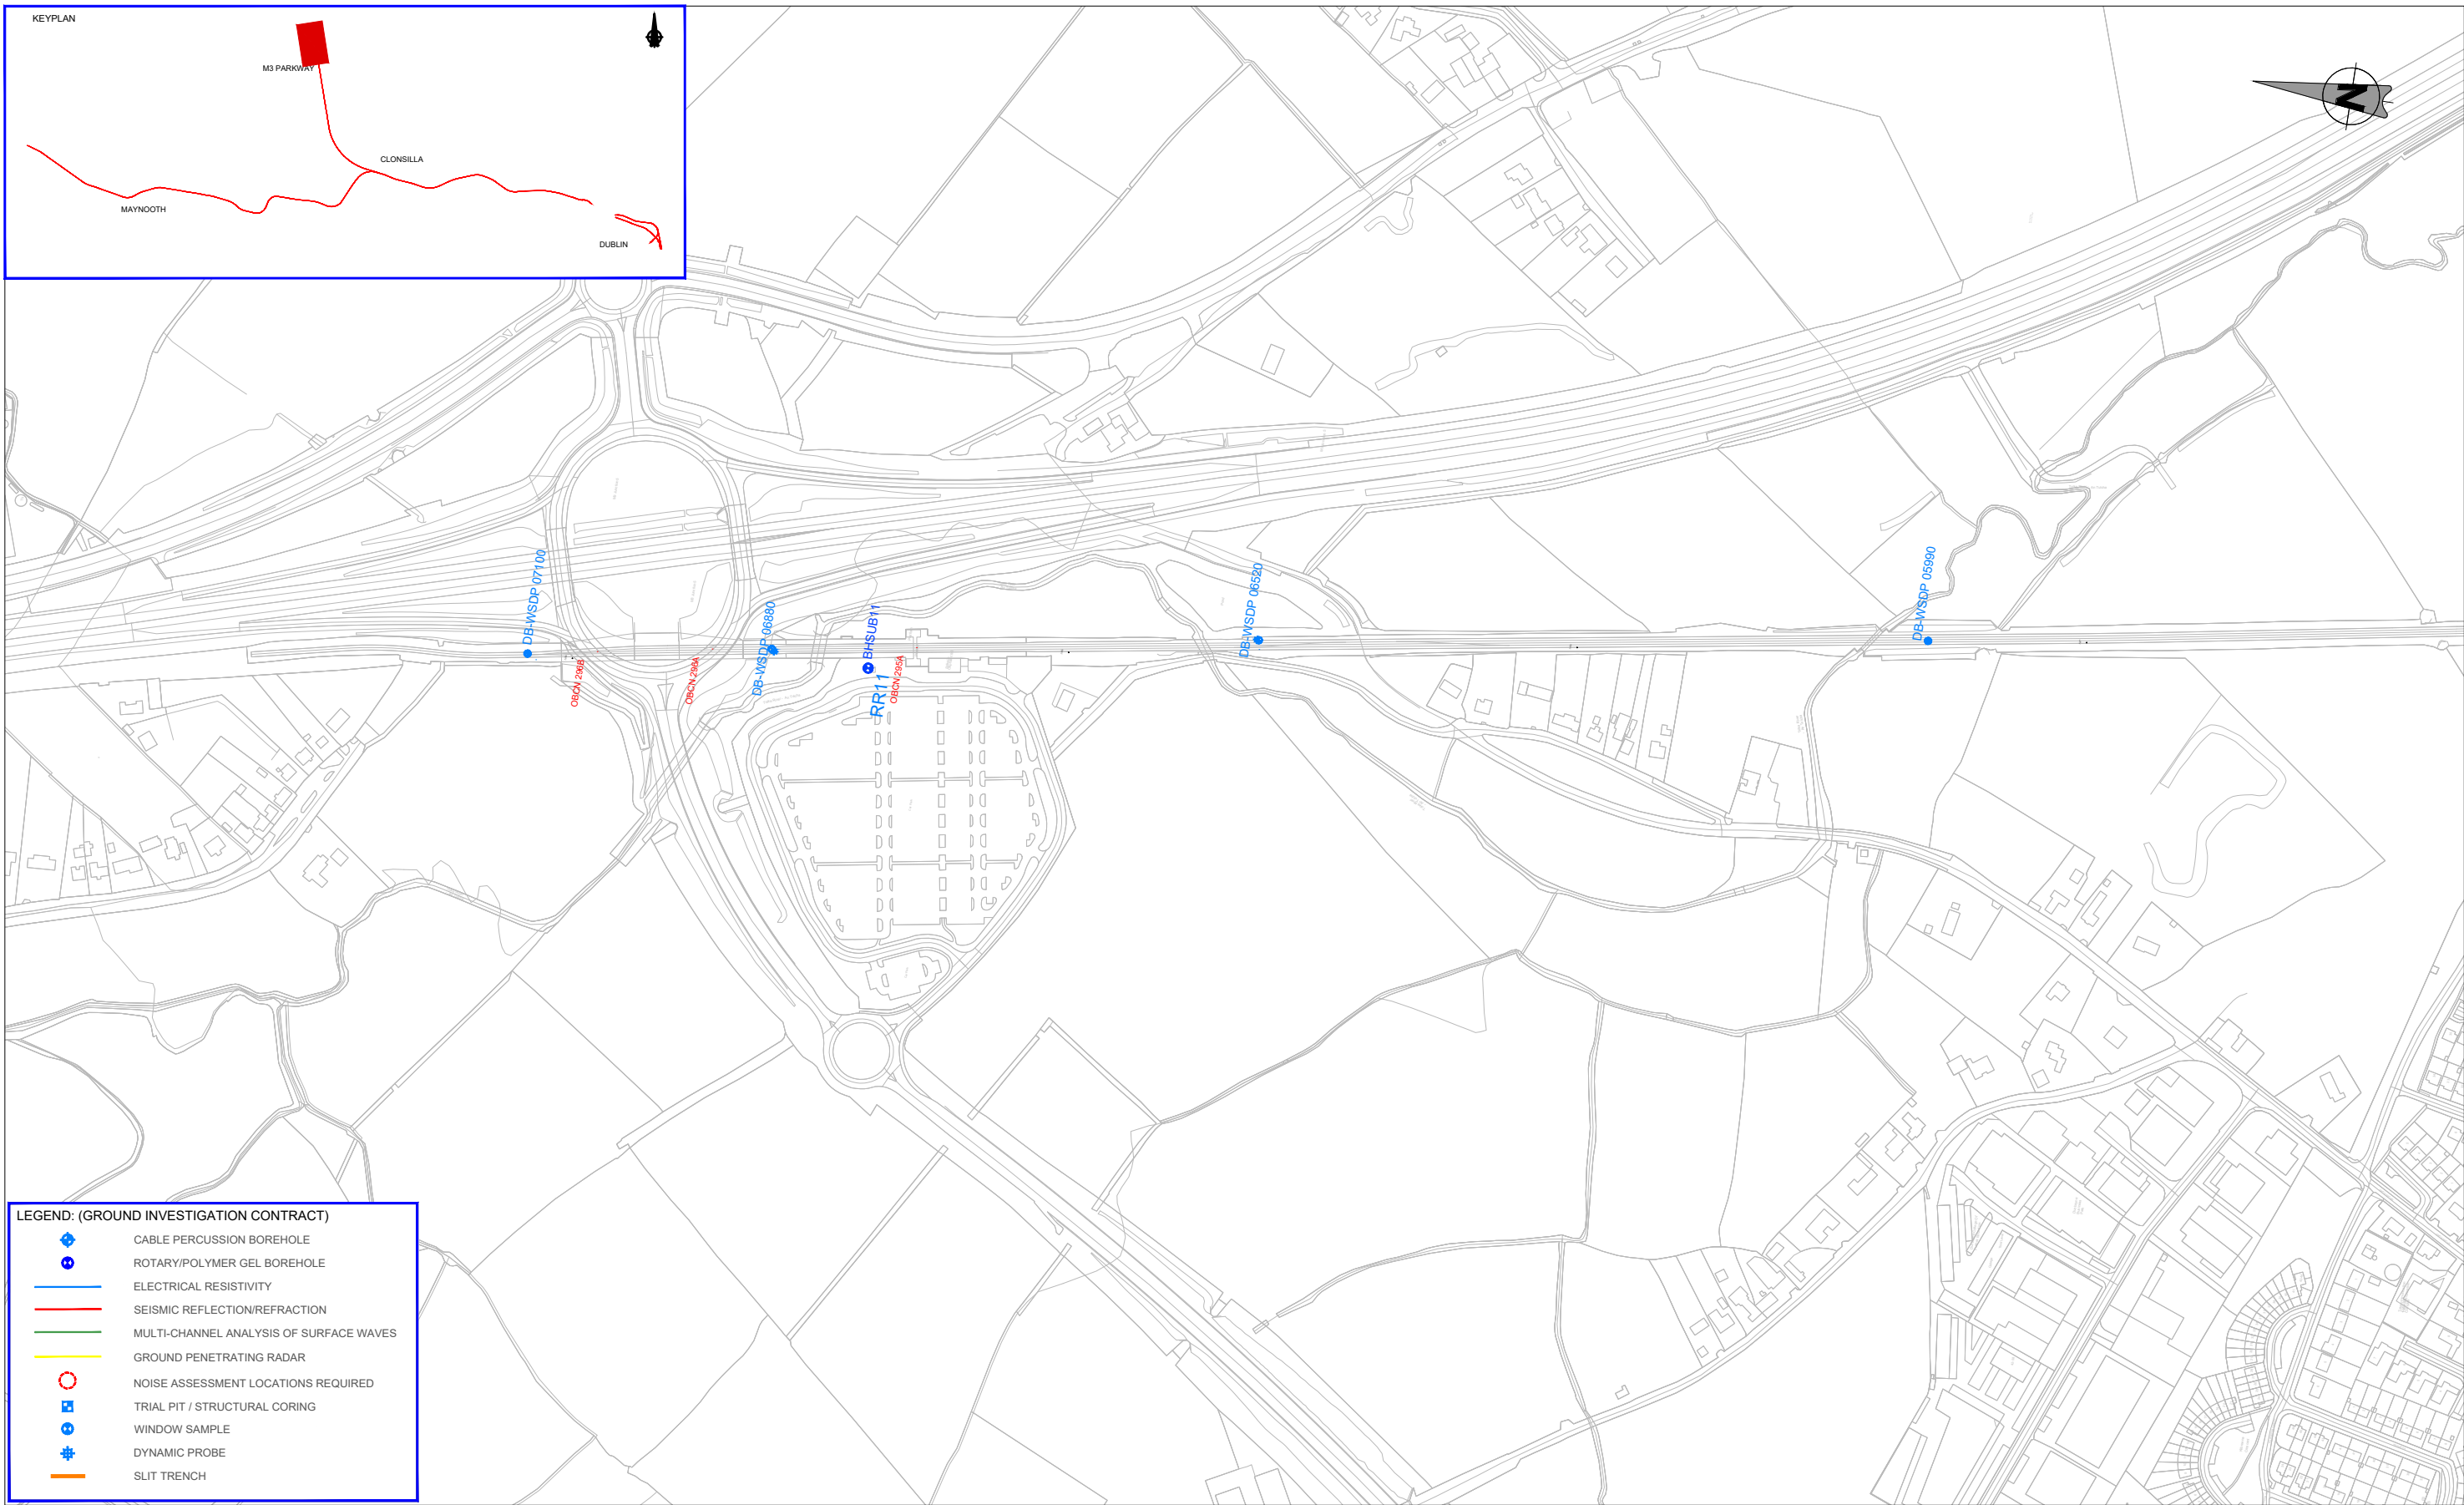 KEYPLAN
M3 PARKWAY
CLONSILLA
MAYNOOTH
DUBLIN
N
DB-WSDP 07100
DB-WSDP 06880
BHSUB11
DB-WSDP 06520
DB-WSDP 05990
OBCN 296B
OBCN 296A
RR11
OBCN 295A
LEGEND: (GROUND INVESTIGATION CONTRACT)
CABLE PERCUSSION BOREHOLE
ROTARY/POLYMER GEL BOREHOLE
ELECTRICAL RESISTIVITY
SEISMIC REFLECTION/REFRACTION
MULTI-CHANNEL ANALYSIS OF SURFACE WAVES
GROUND PENETRATING RADAR
NOISE ASSESSMENT LOCATIONS REQUIRED
TRIAL PIT / STRUCTURAL CORING
WINDOW SAMPLE
DYNAMIC PROBE
SLIT TRENCH